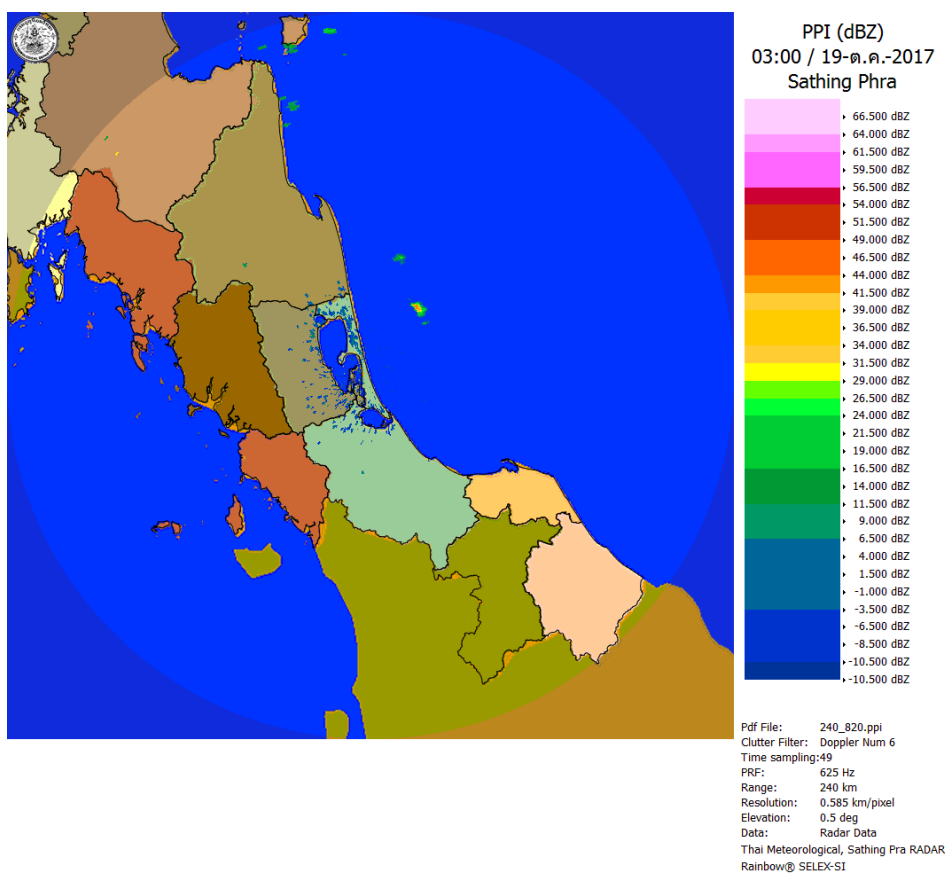 PPI (dBZ)
03:00 / 19-ต.ค.-2017
Sathing Phra
66.500 dBZ
64.000 dBZ
61.500 dBZ
59.500 dBZ
56.500 dBZ
54.000 dBZ
51.500 dBZ
49.000 dBZ
46.500 dBZ
44.000 dBZ
41.500 dBZ
39.000 dBZ
36.500 dBZ
34.000 dBZ
31.500 dBZ
29.000 dBZ
26.500 dBZ
24.000 dBZ
21.500 dBZ
19.000 dBZ
16.500 dBZ
14.000 dBZ
11.500 dBZ
9.000 dBZ
6.500 dBZ
4.000 dBZ
1.500 dBZ
-1.000 dBZ
-3.500 dBZ
-6.500 dBZ
-8.500 dBZ
-10.500 dBZ
-10.500 dBZ
Pdf File: 240_820.ppi
Clutter Filter: Doppler Num 6
Time sampling:49
PRF: 625 Hz
Range: 240 km
Resolution: 0.585 km/pixel
Elevation: 0.5 deg
Data: Radar Data
Thai Meteorological, Sathing Pra RADAR
Rainbow® SELEX-SI